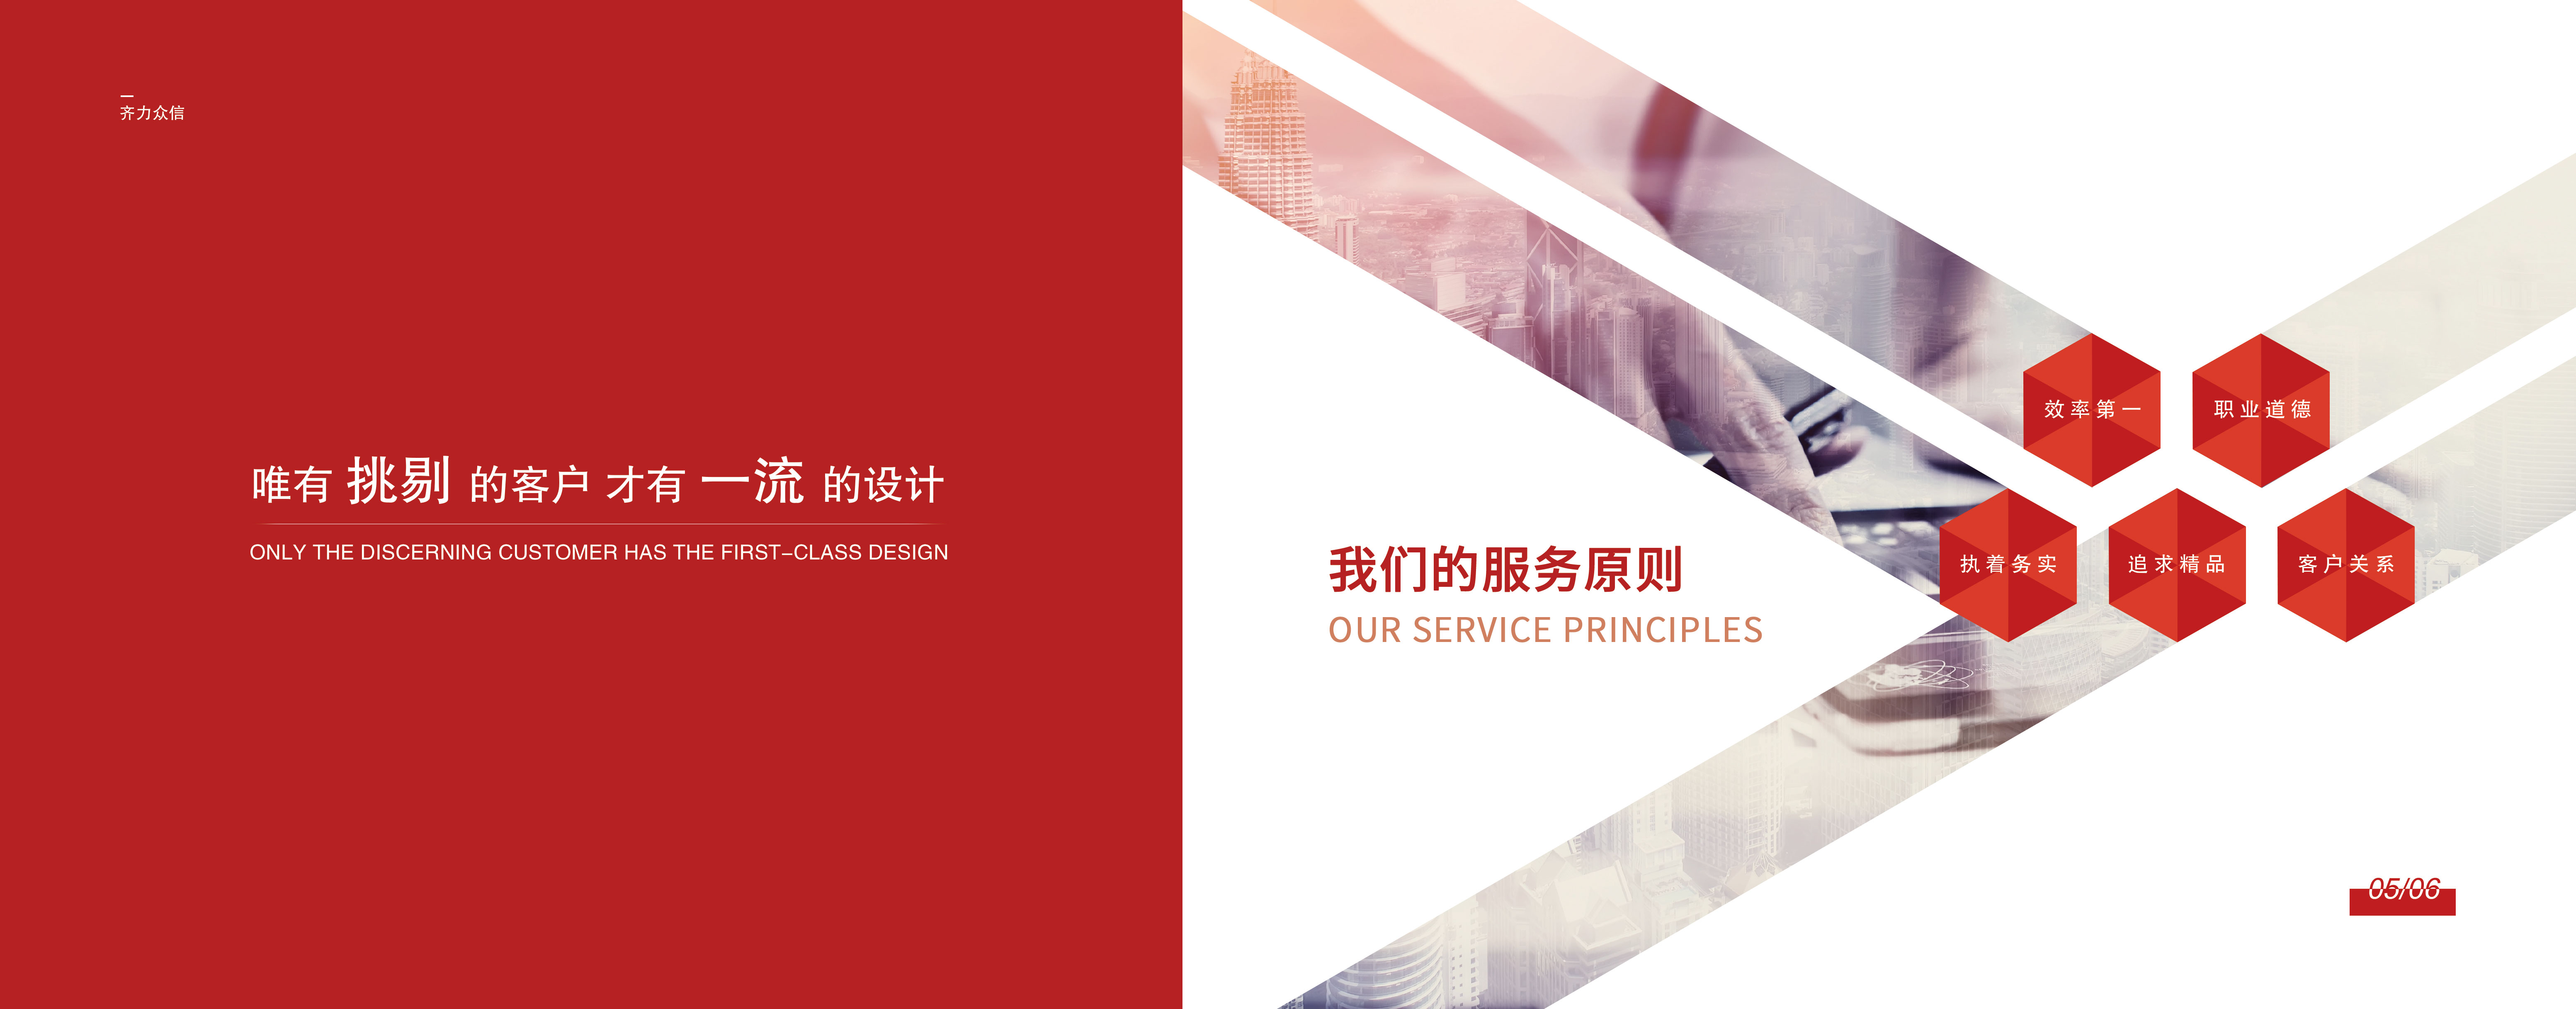 齐力众信
唯有 挑剔 的客户 才有 一流 的设计
ONLY THE DISCERNING CUSTOMER HAS THE FIRST-CLASS DESIGN
我们的服务原则
OUR SERVICE PRINCIPLES
效率第一
职业道德
执着务实
追求精品
客户关系
05/06